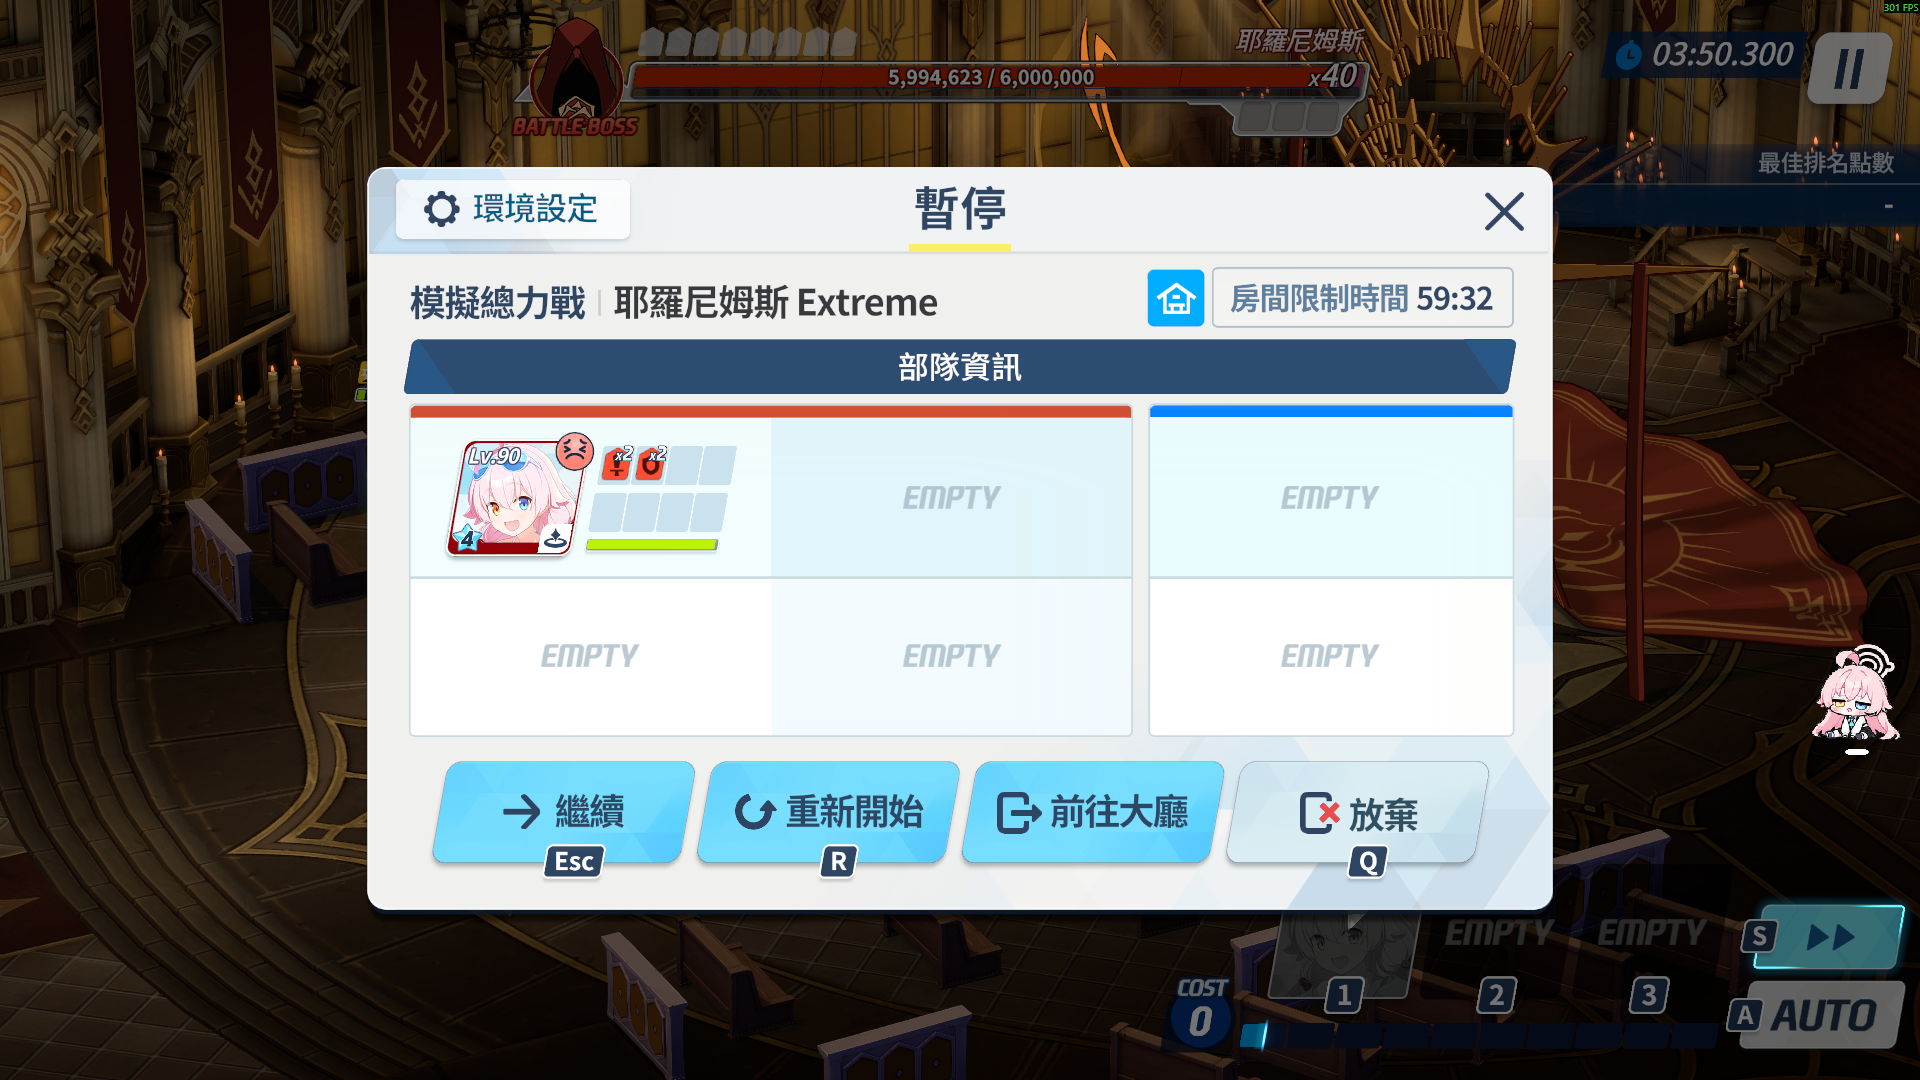 301 FPS
耶羅尼姆斯
5,994,623 / 6,000,000
x40
BATTLE BOSS
03:50.300
最佳排名點數
-
環境設定
暫停
模擬總力戰 耶羅尼姆斯 Extreme
房間限制時間 59:32
部隊資訊
Lv.90
x2
x2
4
EMPTY
EMPTY
EMPTY
EMPTY
EMPTY
繼續
Esc
重新開始
R
前往大廳
放棄
Q
EMPTY
EMPTY
S
COST
0
1
2
3
A
AUTO